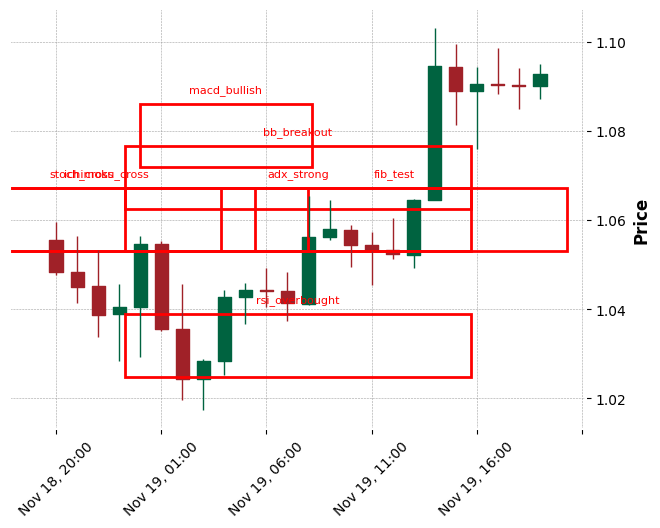 1.10
macd_bullish
1.08
bb_breakout
stoch_cross
ichimoku_cross
adx_strong
fib_test
1.06
Price
1.04
rsi_overbought
1.02
Nov 18, 20:00
Nov 19, 01:00
Nov 19, 06:00
Nov 19, 11:00
Nov 19, 16:00